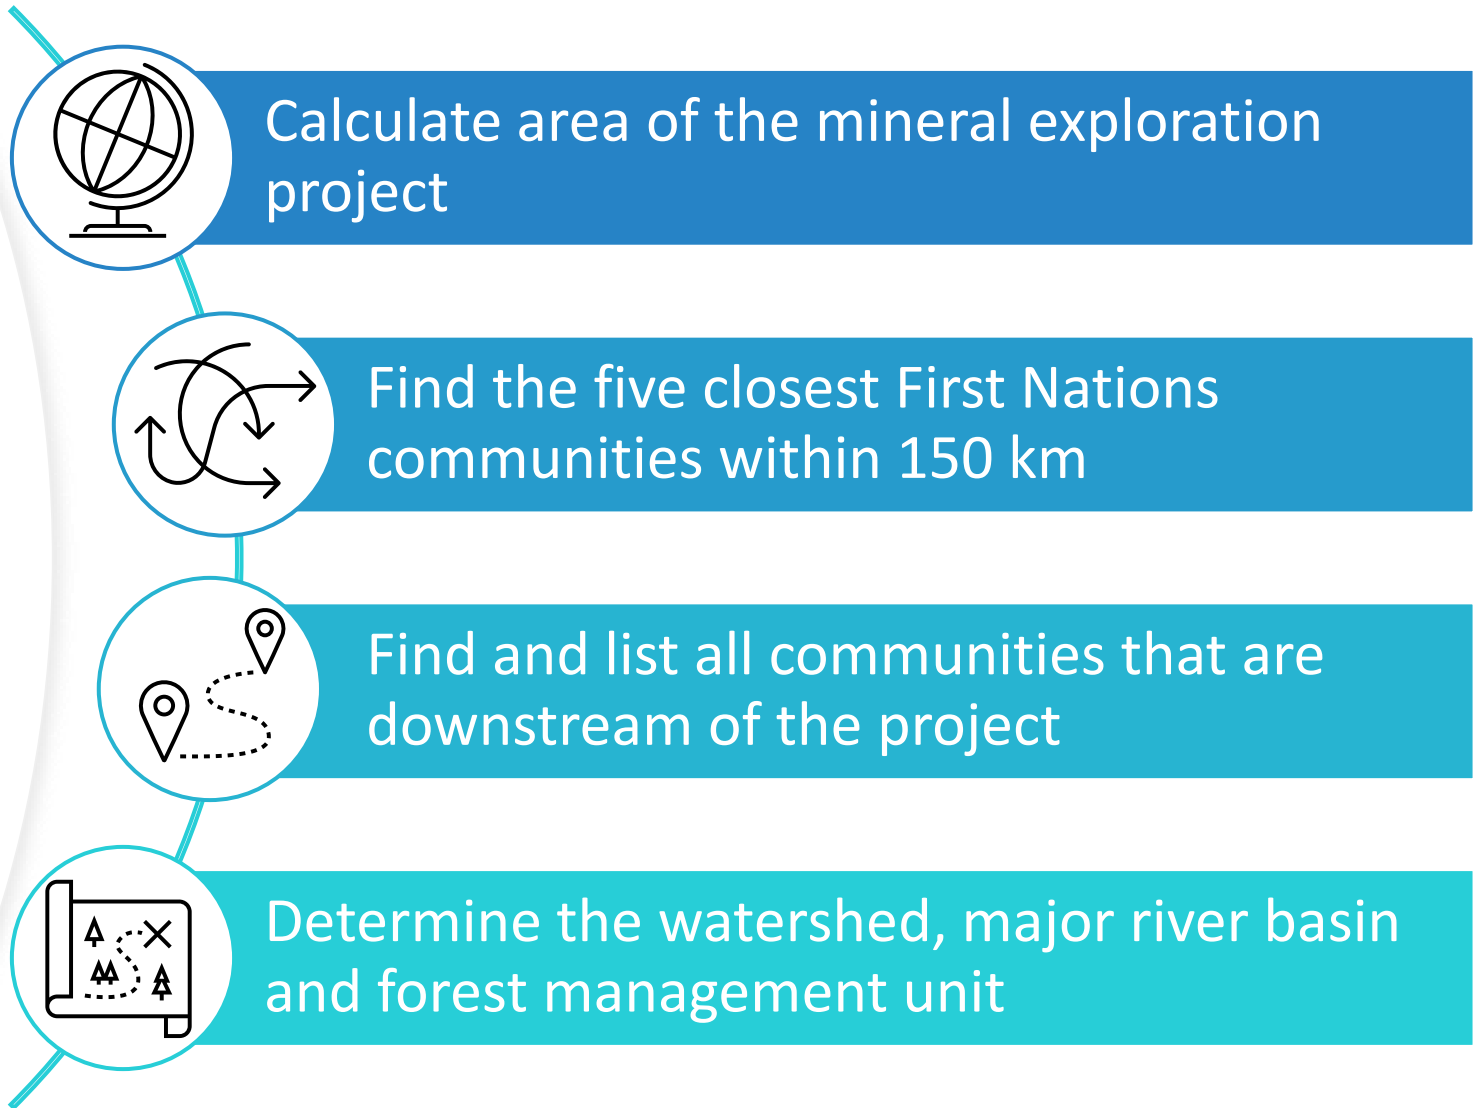 Calculate area of the mineral exploration
project
Find the five closest First Nations
communities within 150 km
Find and list all communities that are
downstream of the project
Determine the watershed, major river basin
and forest management unit